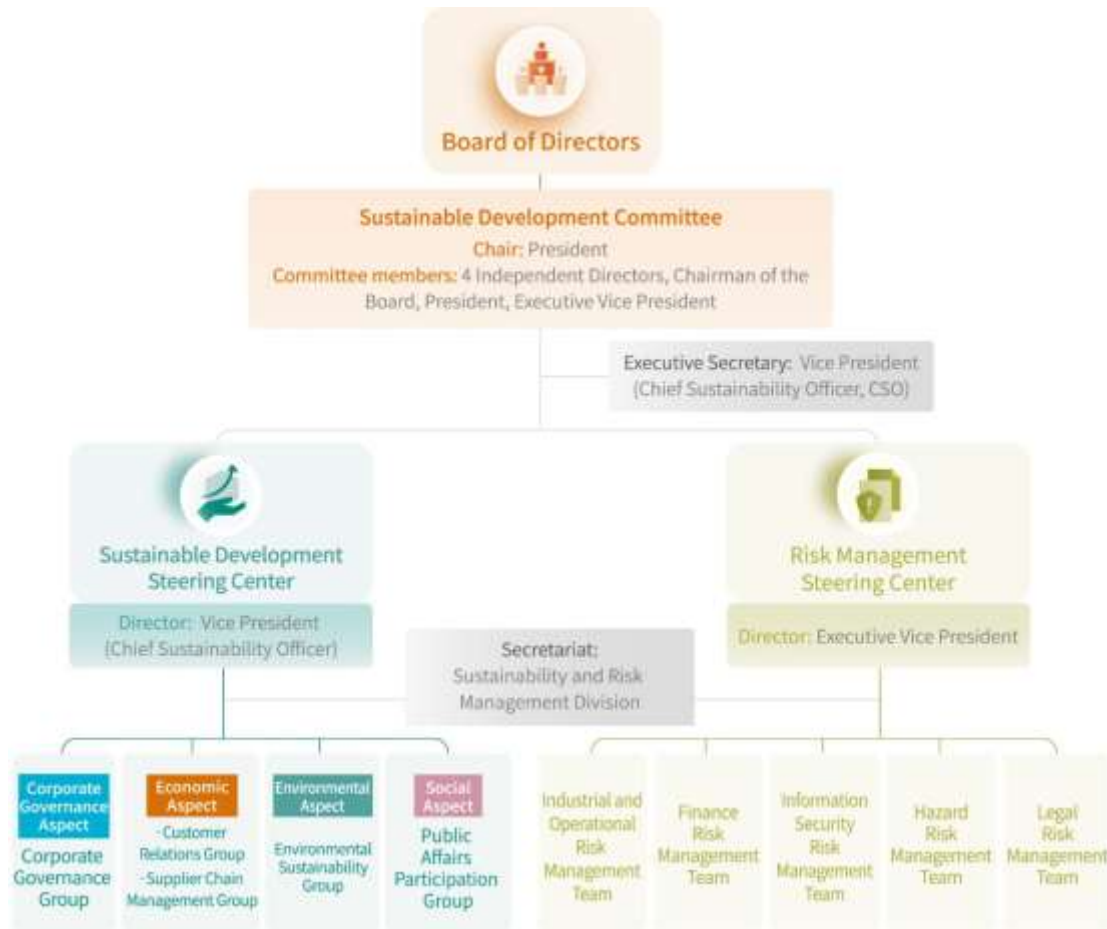 Board of Directors
Sustainable Development Committee
Chair: President
Committee members: 4 Independent Directors, Chairman of the
Board, President, Executive Vice President
Executive Secretary: Vice President
(Chief Sustainability Officer, CSO)
Sustainable Development
Steering Center
Director: Vice President
(Chief Sustainability Officer)
Risk Management
Steering Center
Director: Executive Vice President
Secretariat:
Sustainability and Risk
Management Division
Corporate
Governance
Aspect
Corporate
Governance
Group
Economic
Aspect
- Customer
Relations Group
- Supplier Chain
Management Group
Environmental
Aspect
Environmental
Sustainability
Group
Social
Aspect
Public
Affairs
Participation
Group
Industrial and
Operational
Risk
Management
Team
Finance
Risk
Management
Team
Information
Security
Risk
Management
Team
Hazard
Risk
Management
Team
Legal
Risk
Management
Team